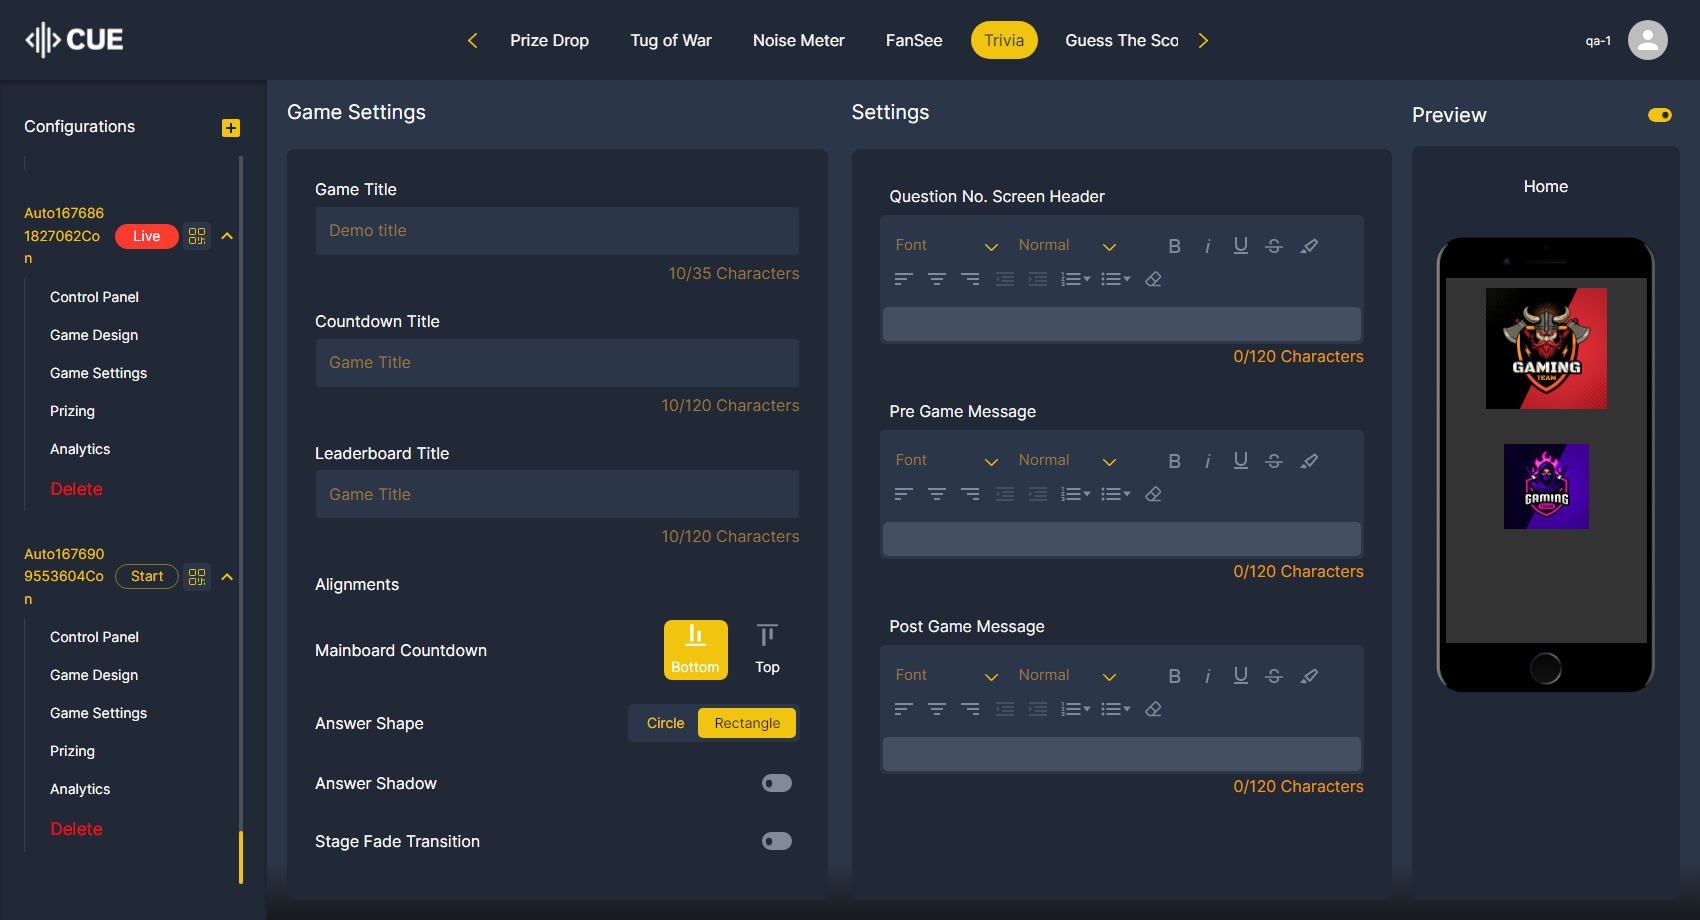 CUE
Prize Drop
Tug of War
Noise Meter
FanSee
Trivia
Guess The Sco
qa-1
Configurations
Auto167686
1827062Co
n
Live
Control Panel
Game Design
Game Settings
Prizing
Analytics
Delete
Auto167690
9553604Co
n
Start
Control Panel
Game Design
Game Settings
Prizing
Analytics
Delete
Game Settings
Game Title
Demo title
10/35 Characters
Countdown Title
Game Title
10/120 Characters
Leaderboard Title
Game Title
10/120 Characters
Alignments
Mainboard Countdown
Bottom
Top
Answer Shape
Circle
Rectangle
Answer Shadow
Stage Fade Transition
Settings
Question No. Screen Header
Font
Normal
B
i
U
S
0/120 Characters
Pre Game Message
Font
Normal
B
i
U
S
0/120 Characters
Post Game Message
Font
Normal
B
i
U
S
0/120 Characters
Preview
Home
GAMING
TEAM
GAMING
TEAM